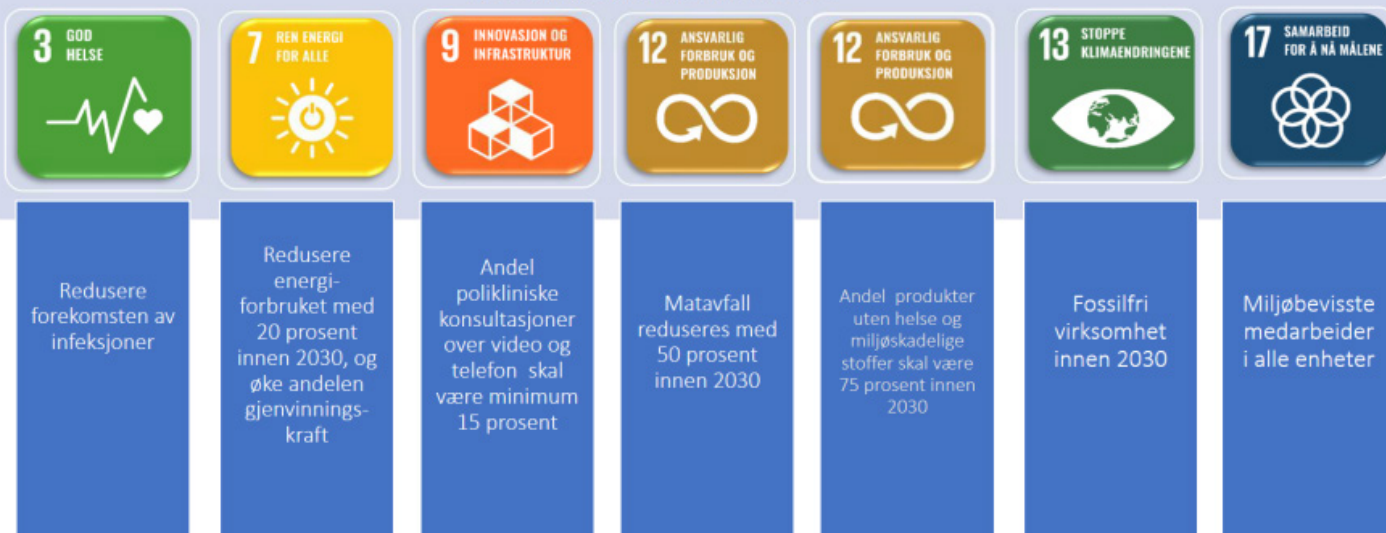 3 GOD
HELSE
7 REN ENERGI
FOR ALLE
9 INNOVASJON OG
INFRASTRUKTUR
12 ANSVARLIG
FORBRUK OG
PRODUKSJON
12 ANSVARLIG
FORBRUK OG
PRODUKSJON
13 STOPPE
KLIMAENDRINGENE
17 SAMARBEID
FOR Å NÅ MÅLENE
Redusere
forekomsten av
infeksjoner
Redusere
energi-
forbruket med
20 prosent
innen 2030, og
øke andelen
gjenvinnings-
kraft
Andel
polikliniske
konsultasjoner
over video og
telefon skal
være minimum
15 prosent
Matavfall
reduseres med
50 prosent
innen 2030
Andel produkter
uten helse og
miljøskadelige
stoffer skal være
75 prosent innen
2030
Fossilfri
virksomhet
innen 2030
Miljøbevisste
medarbeider
i alle enheter